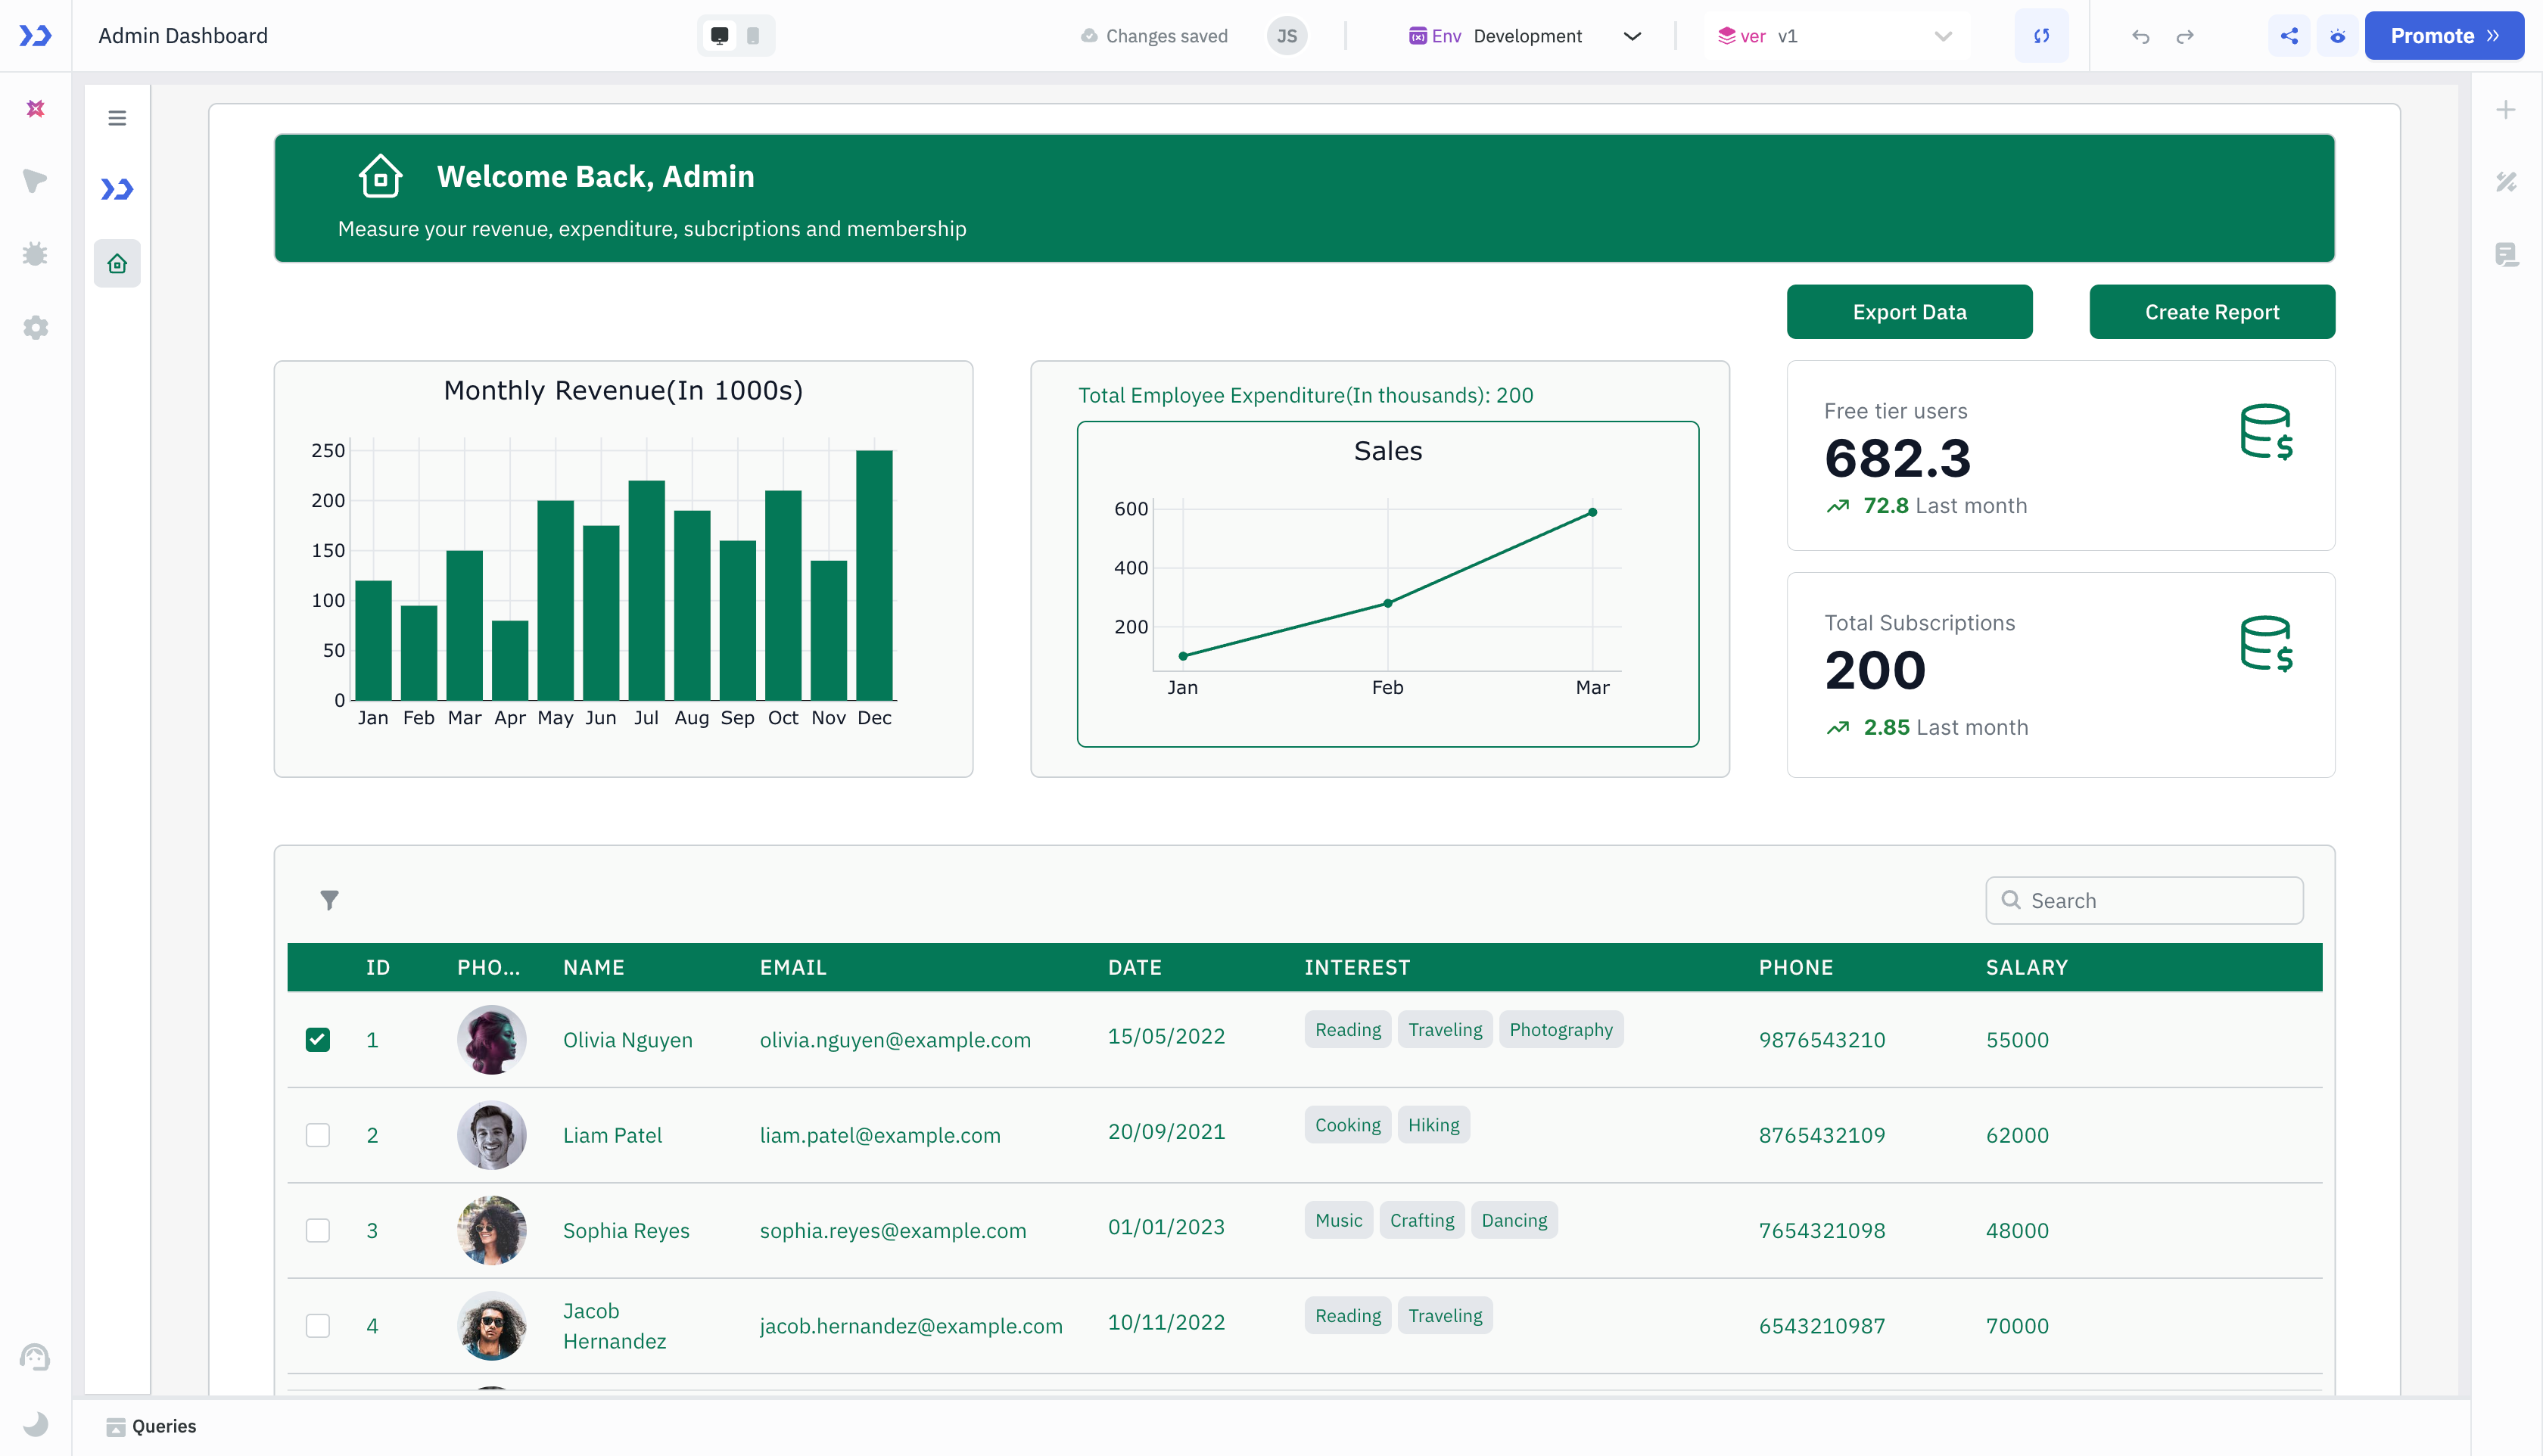 Admin Dashboard
Changes saved
JS
Env Development
ver v1
Promote
Welcome Back, Admin
Measure your revenue, expenditure, subcriptions and membership
Export Data
Create Report
Monthly Revenue(In 1000s)
250
200
150
100
50
0
Jan Feb Mar Apr May Jun Jul Aug Sep Oct Nov Dec
Total Employee Expenditure(In thousands): 200
Sales
600
400
200
Jan Feb Mar
Free tier users
682.3
72.8 Last month
Total Subscriptions
200
2.85 Last month
Search
ID PHO... NAME EMAIL DATE INTEREST PHONE SALARY
1 Olivia Nguyen olivia.nguyen@example.com 15/05/2022 Reading Traveling Photography 9876543210 55000
2 Liam Patel liam.patel@example.com 20/09/2021 Cooking Hiking 8765432109 62000
3 Sophia Reyes sophia.reyes@example.com 01/01/2023 Music Crafting Dancing 7654321098 48000
4 Jacob Hernandez jacob.hernandez@example.com 10/11/2022 Reading Traveling 6543210987 70000
Queries